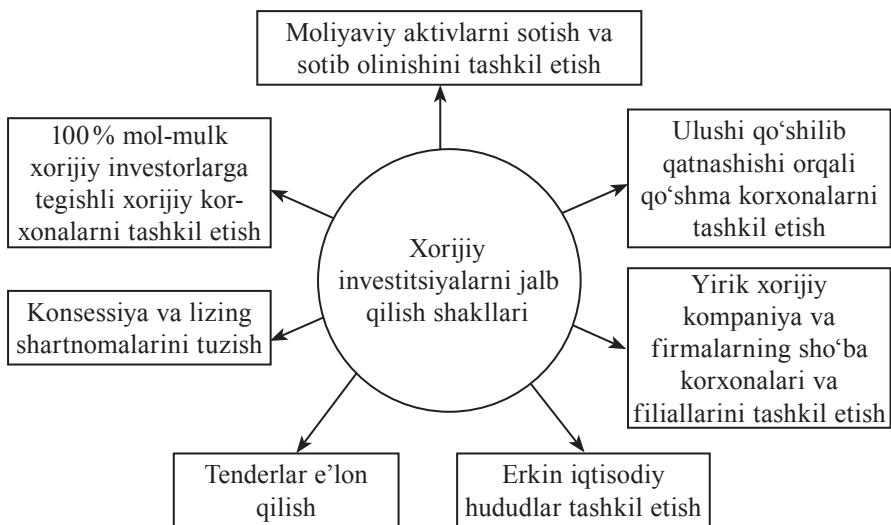 Moliyaviy aktivlarni sotish va
sotib olinishini tashkil etish
100% mol-mulk
xorijiy investorlarga
tegishli xorijiy kor-
xonalarni tashkil etish
Ulushi qo‘shilib
qatnashishi orqali
qo‘shma korxonalarni
tashkil etish
Xorijiy
investitsiyalarni jalb
qilish shakllari
Konsessiya va lizing
shartnomalarini tuzish
Yirik xorijiy
kompaniya va
firmalarning sho‘ba
korxonalari va
filiallarini tashkil etish
Tenderlar e’lon
qilish
Erkin iqtisodiy
hududlar tashkil etish